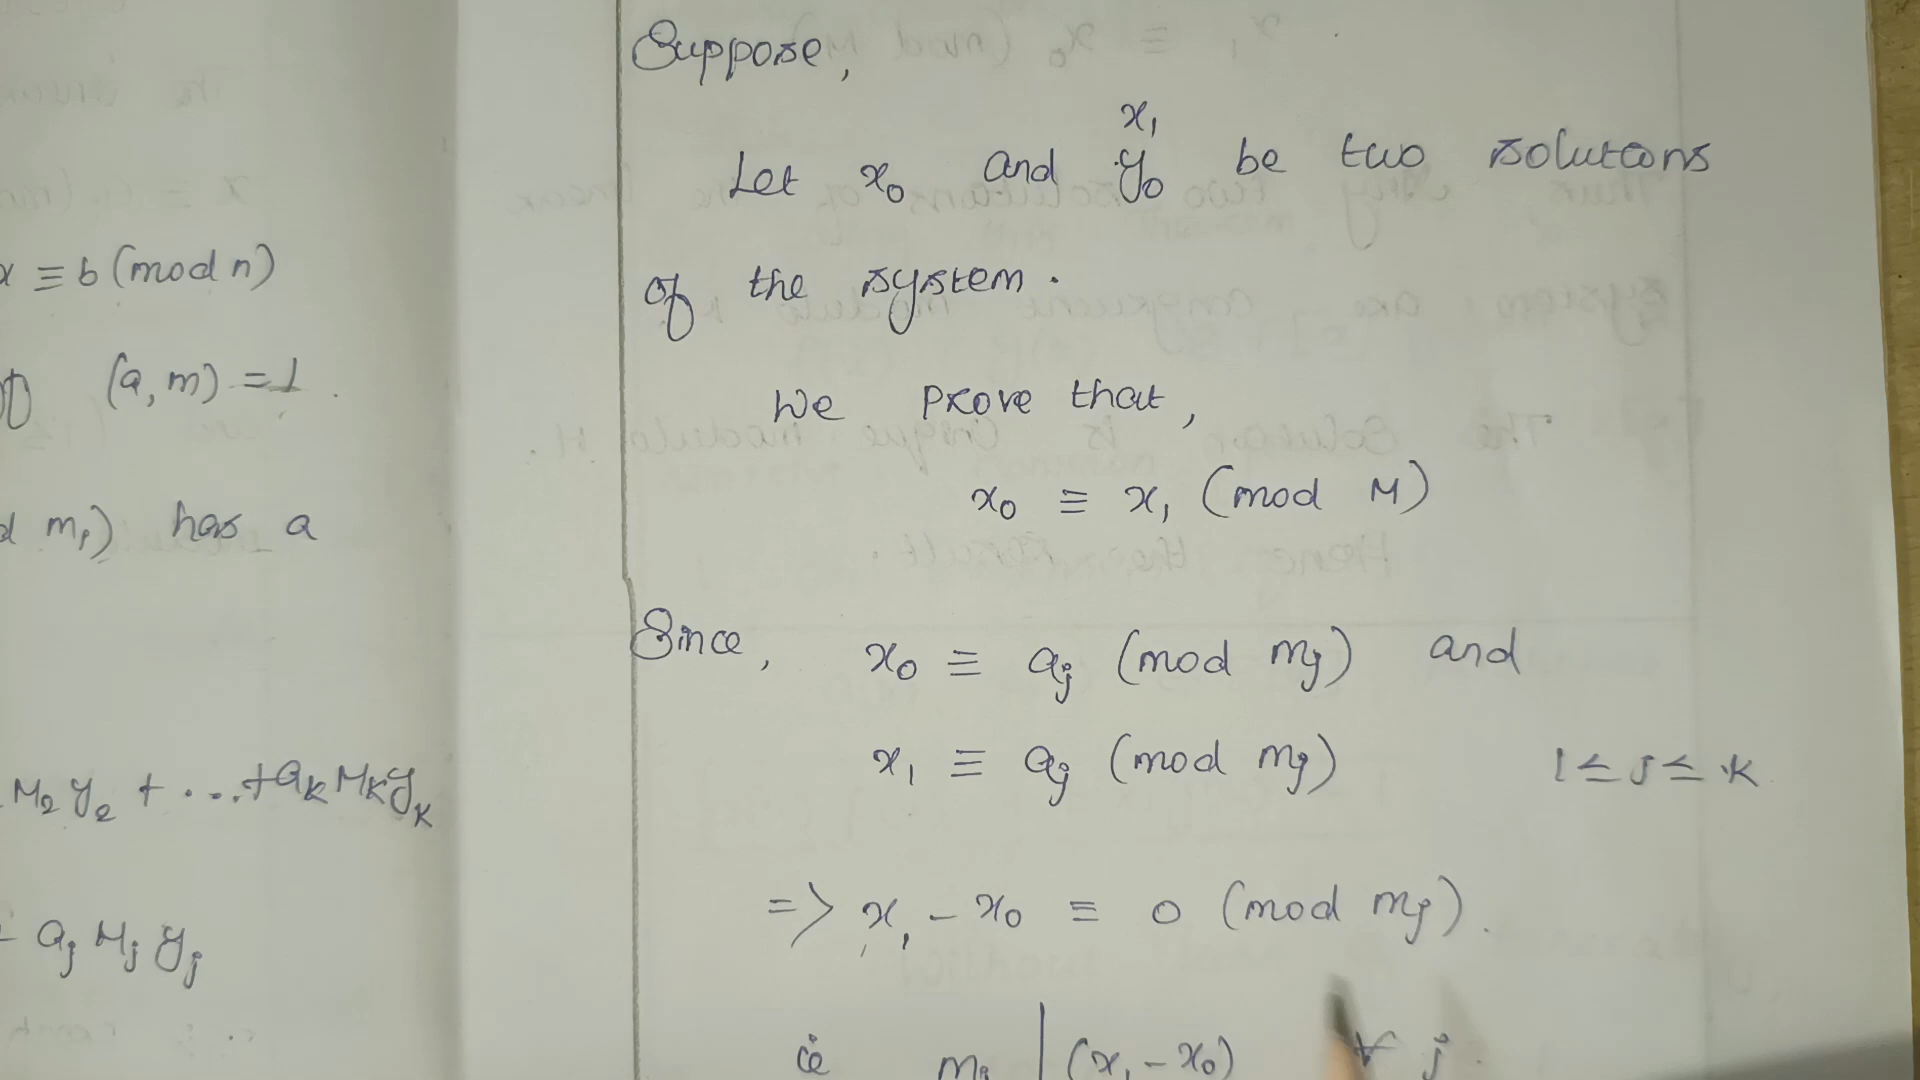 x ≡ b (mod n)
(a, m) = 1.
m₁) has a
M₂ y₂ + ... + aₖ Mₖ yₖ
aⱼ Mⱼ yⱼ
Suppose,
x₁
Let x₀ and y₀ be two solutions
of the system.
We prove that,
x₀ ≡ x₁ (mod M)
Since, x₀ ≡ aⱼ (mod mⱼ) and
x₁ ≡ aⱼ (mod mⱼ) 1 ≤ j ≤ k
=> x₁ - x₀ ≡ 0 (mod mⱼ).
ie mⱼ | (x₁ - x₀) ∀ j.